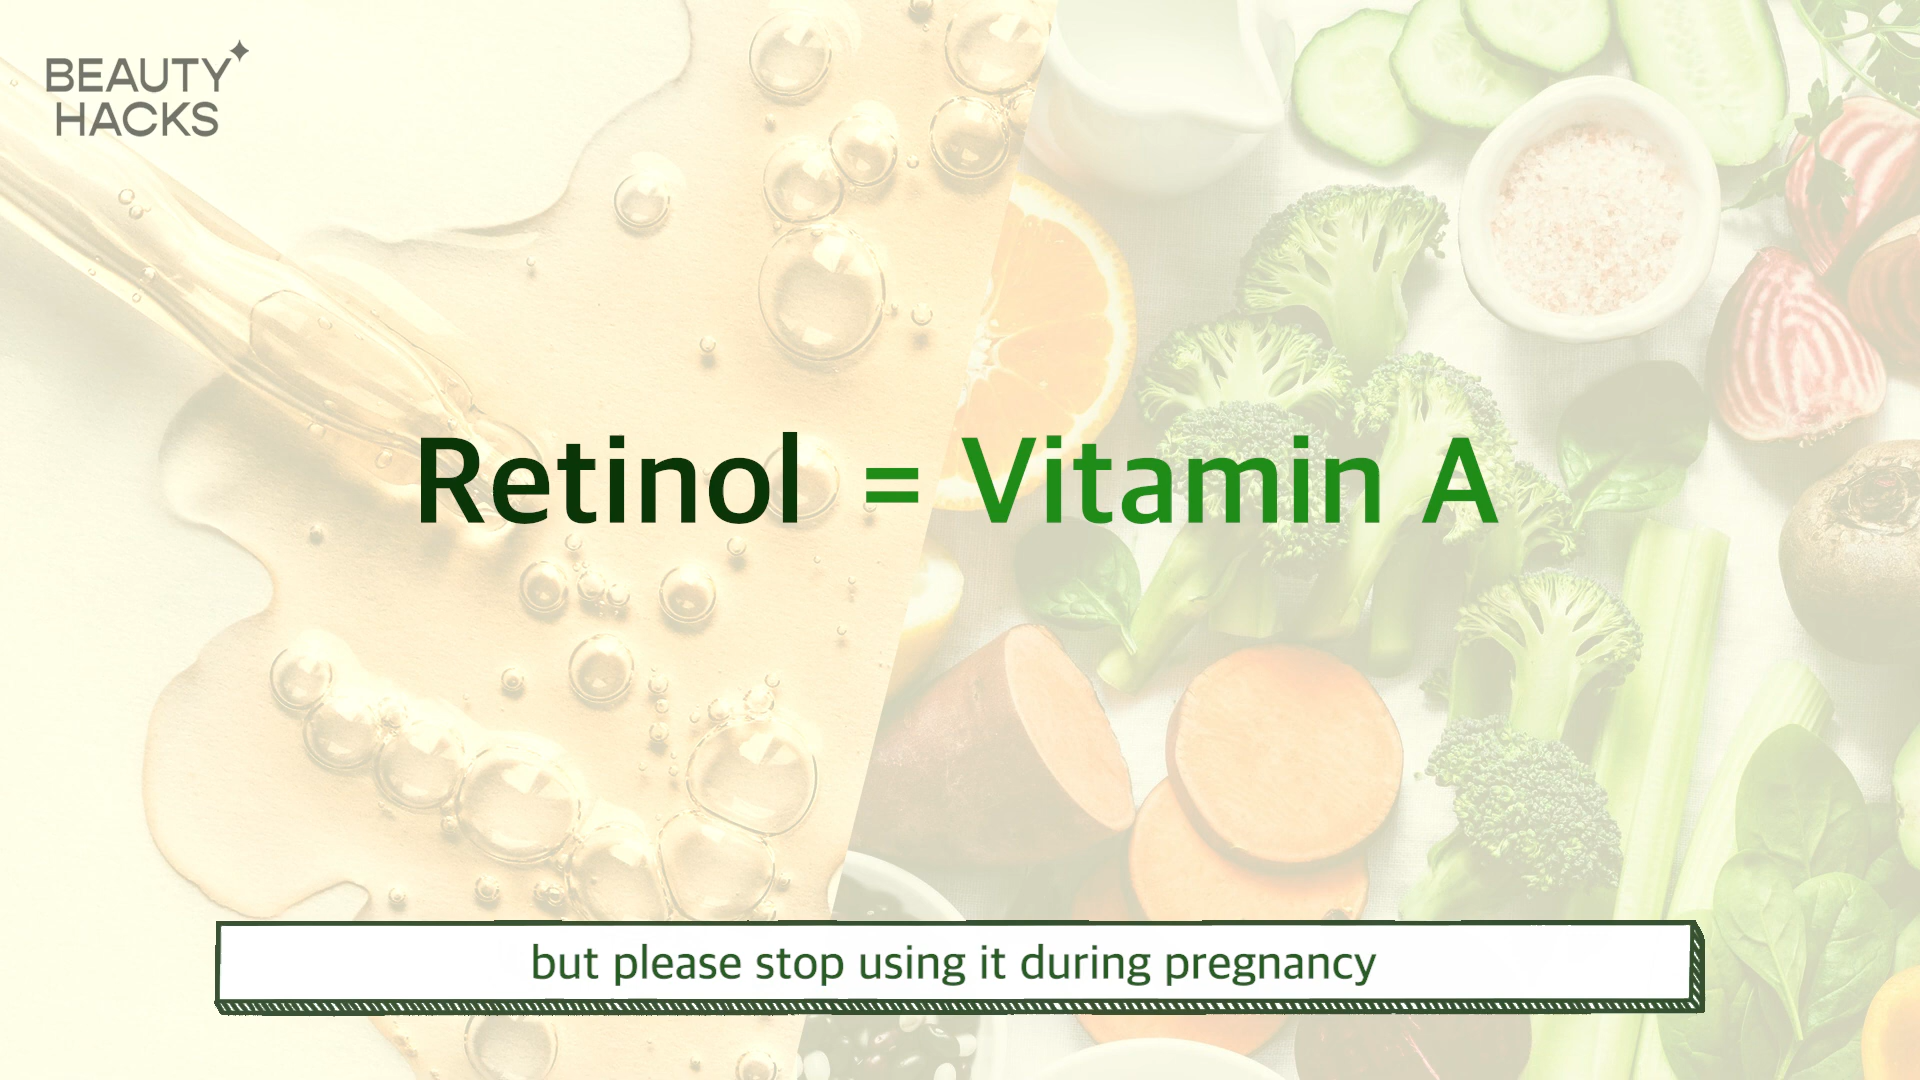 BEAUTY
HACKS
Retinol = Vitamin A
but please stop using it during pregnancy